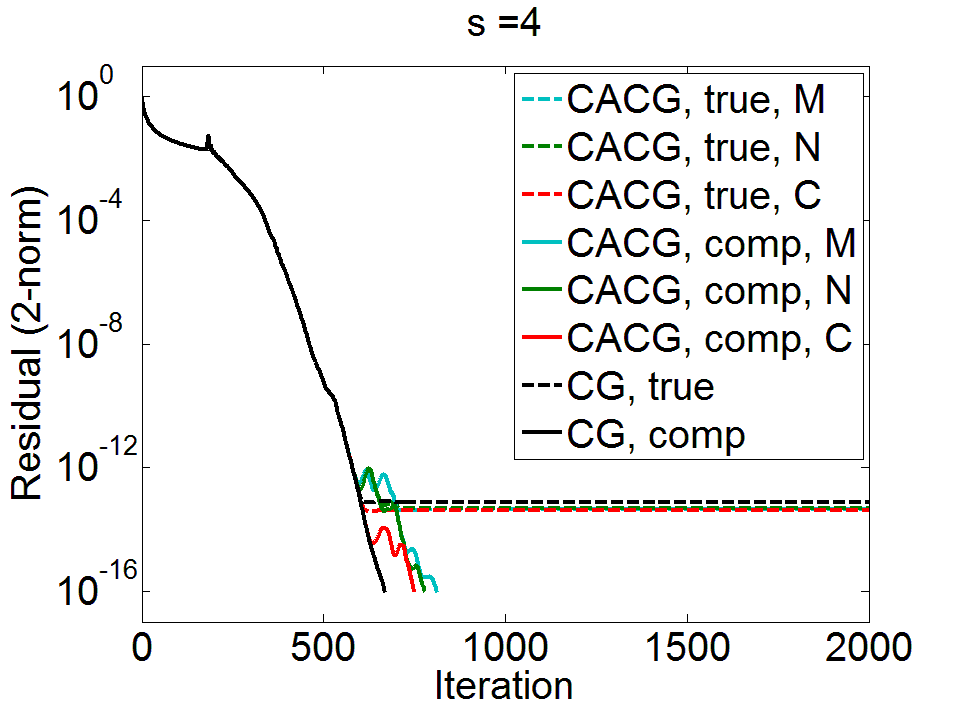 s =4
Residual (2-norm)
10^0
10^-4
10^-8
10^-12
10^-16
CACG, true, M
CACG, true, N
CACG, true, C
CACG, comp, M
CACG, comp, N
CACG, comp, C
CG, true
CG, comp
0 500 1000 1500 2000
Iteration